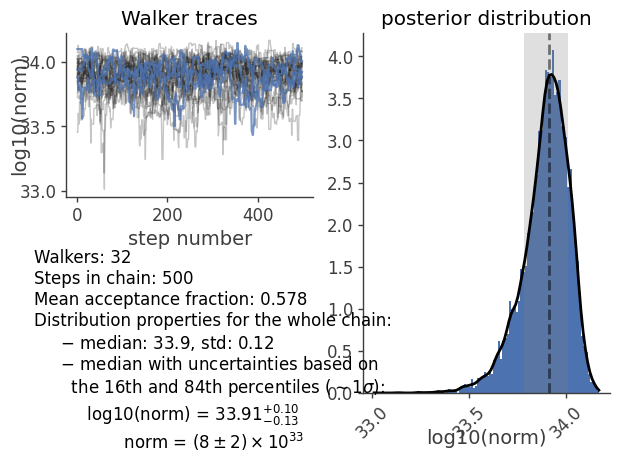 Walker traces
log10(norm)
34.0
33.5
33.0
0
200
400
step number
Walkers: 32
Steps in chain: 500
Mean acceptance fraction: 0.578
Distribution properties for the whole chain:
− median: 33.9, std: 0.12
− median with uncertainties based on
the 16th and 84th percentiles ( ∼1σ):
log10(norm) = 33.91^{+0.10}_{−0.13}
norm = (8 ± 2) × 10^{33}
posterior distribution
4.0
3.5
3.0
2.5
2.0
1.5
1.0
0.5
0.0
33.0
33.5
34.0
log10(norm)